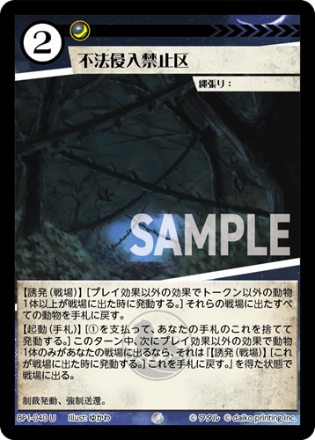 2
不法侵入禁止区
縄張り：
SAMPLE
【誘発（戦場）】［プレイ効果以外の効果でトークン以外の動物
1体以上が戦場に出た時に発動する。］それらの戦場に出たすべ
ての動物を手札に戻す。
【起動（手札）】［①を支払って、あなたの手札のこれを捨てて
発動する。］このターン中、次にプレイ効果以外の効果で動物
1体のみがあなたの戦場に出るなら、それは「【誘発（戦場）】［これ
が戦場に出た時に発動する。］これを手札に戻す。」を得た状態で
戦場に出る。
制裁発動、強制送還。
BP1-040 U Illust: ゆかわ © ヲタル © daiko printing inc.